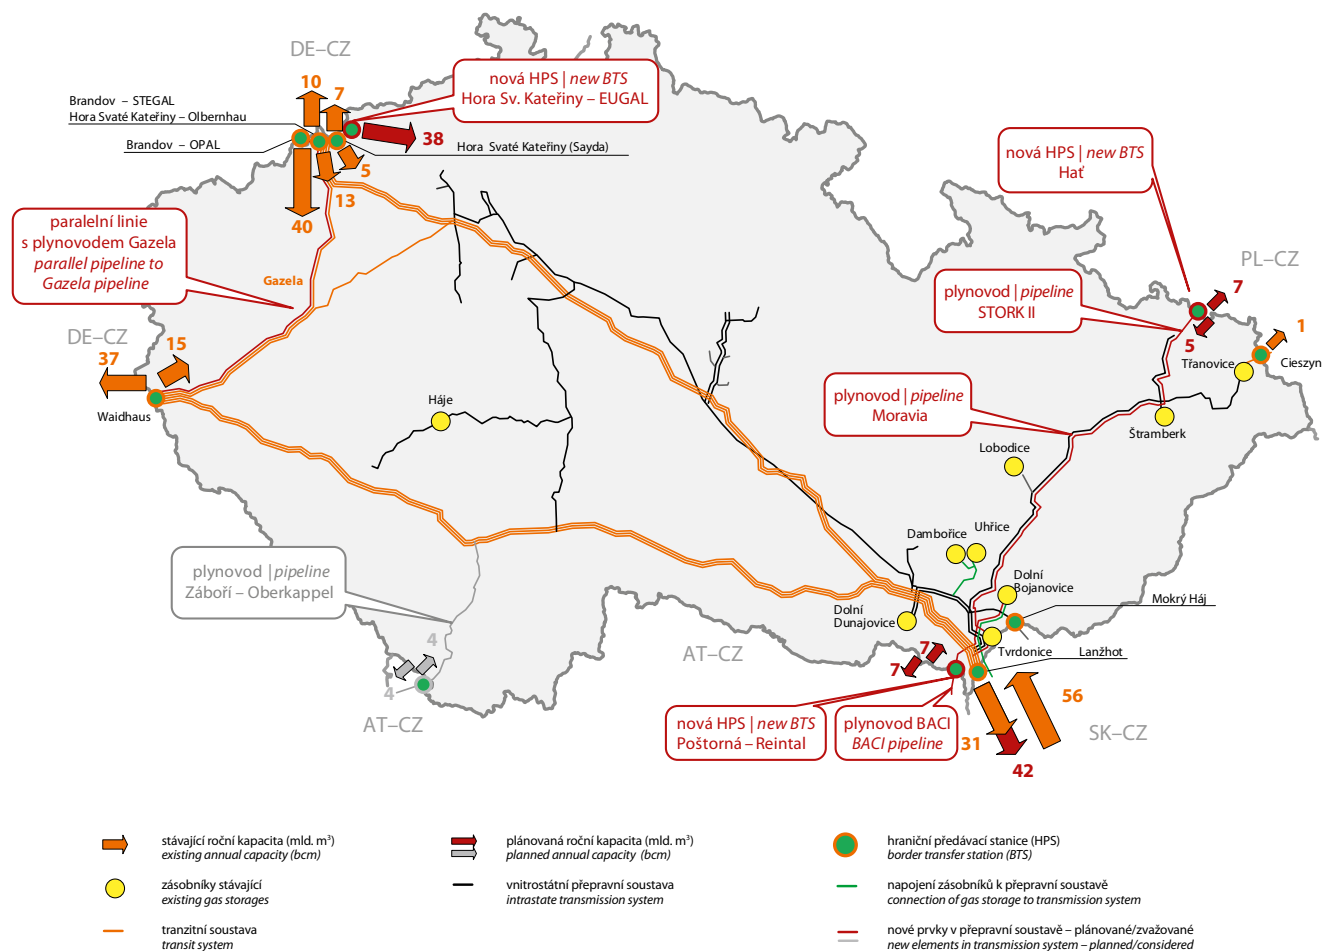 DE–CZ
10
7
nová HPS | new BTS
Hora Sv. Kateřiny – EUGAL
Brandov – STEGAL
Hora Svaté Kateřiny – Olbernhau
38
Brandov – OPAL
Hora Svaté Kateřiny (Sayda)
5
13
40
nová HPS | new BTS
Hať
paralelní linie
s plynovodem Gazela
parallel pipeline to
Gazela pipeline
Gazela
PL–CZ
7
plynovod | pipeline
STORK II
5
1
Třanovice
Cieszyn
DE–CZ
37
15
Waidhaus
Háje
plynovod | pipeline
Moravia
Štramberk
Lobodice
Uhřice
Dambořice
plynovod | pipeline
Záboří – Oberkappel
Dolní
Bojanovice
Mokrý Háj
Dolní
Dunajovice
Tvrdonice
Lanžhot
4
4
AT–CZ
AT–CZ
7
7
nová HPS | new BTS
Poštorná – Reintal
plynovod BACI
BACI pipeline
56
31
SK–CZ
42
stávající roční kapacita (mld. m³)
existing annual capacity (bcm)
plánovaná roční kapacita (mld. m³)
planned annual capacity (bcm)
hraniční předávací stanice (HPS)
border transfer station (BTS)
zásobníky stávající
existing gas storages
vnitrostátní přepravní soustava
intrastate transmission system
napojení zásobníků k přepravní soustavě
connection of gas storage to transmission system
tranzitní soustava
transit system
nové prvky v přepravní soustavě – plánované/zvažované
new elements in transmission system – planned/considered